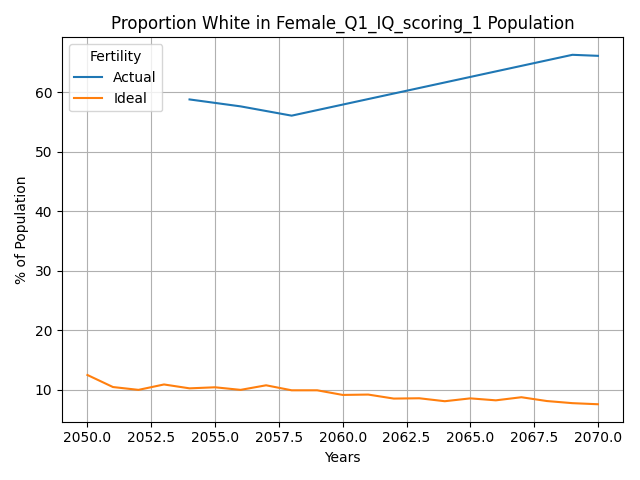 Proportion White in Female_Q1_IQ_scoring_1 Population
Fertility
Actual
Ideal
60
50
40
30
20
10
% of Population
2050.0 2052.5 2055.0 2057.5 2060.0 2062.5 2065.0 2067.5 2070.0
Years